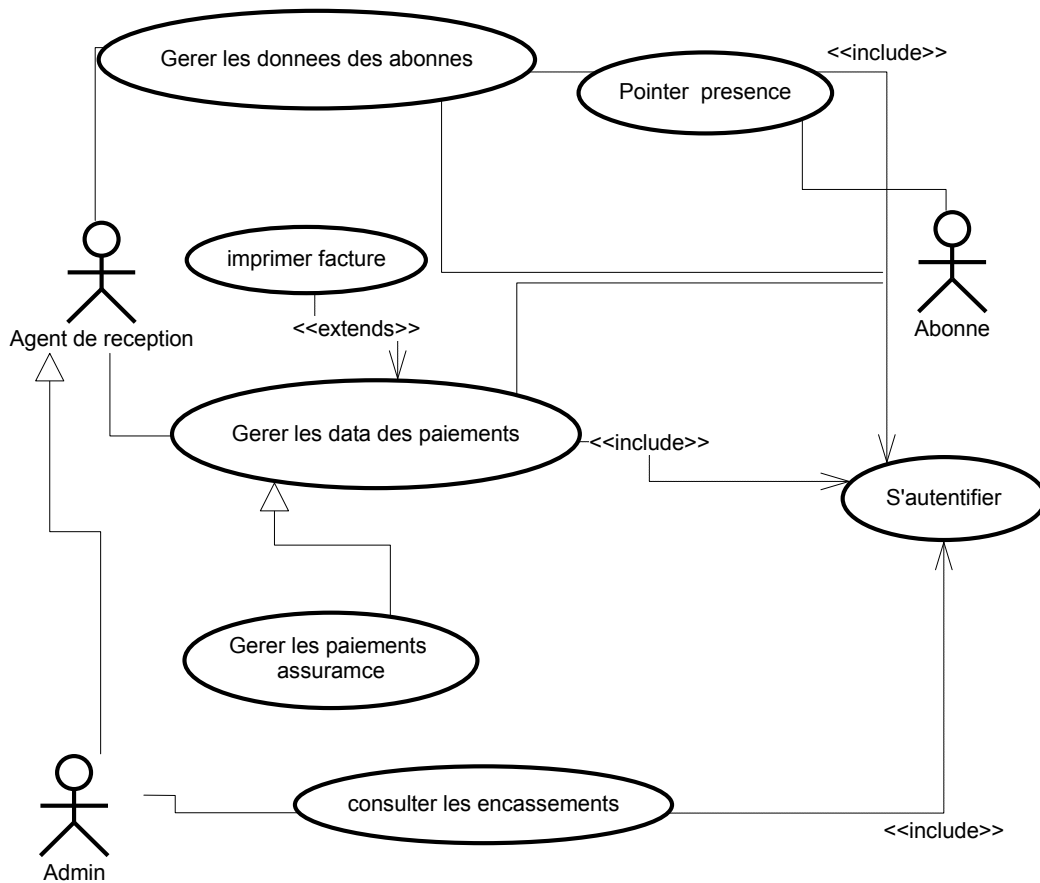 Gerer les donnees des abonnes
<<include>>
Pointer presence
imprimer facture
<<extends>>
Agent de reception
Abonne
Gerer les data des paiements
<<include>>
S'autentifier
Gerer les paiements
assuramce
consulter les encassements
<<include>>
Admin